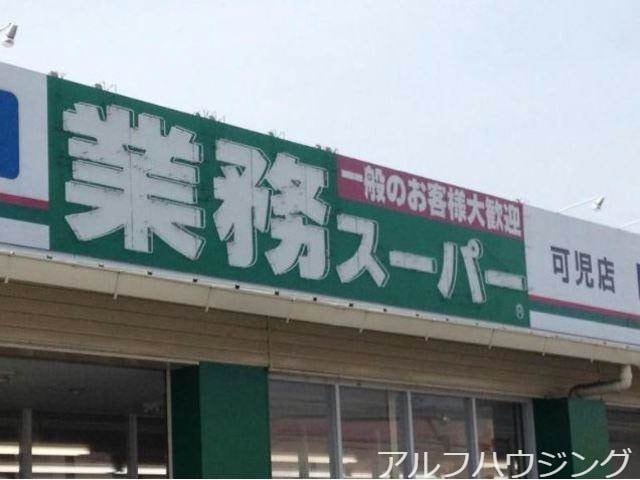 業務スーパー
一般のお客様大歓迎
®
可児店
アルフハウジング